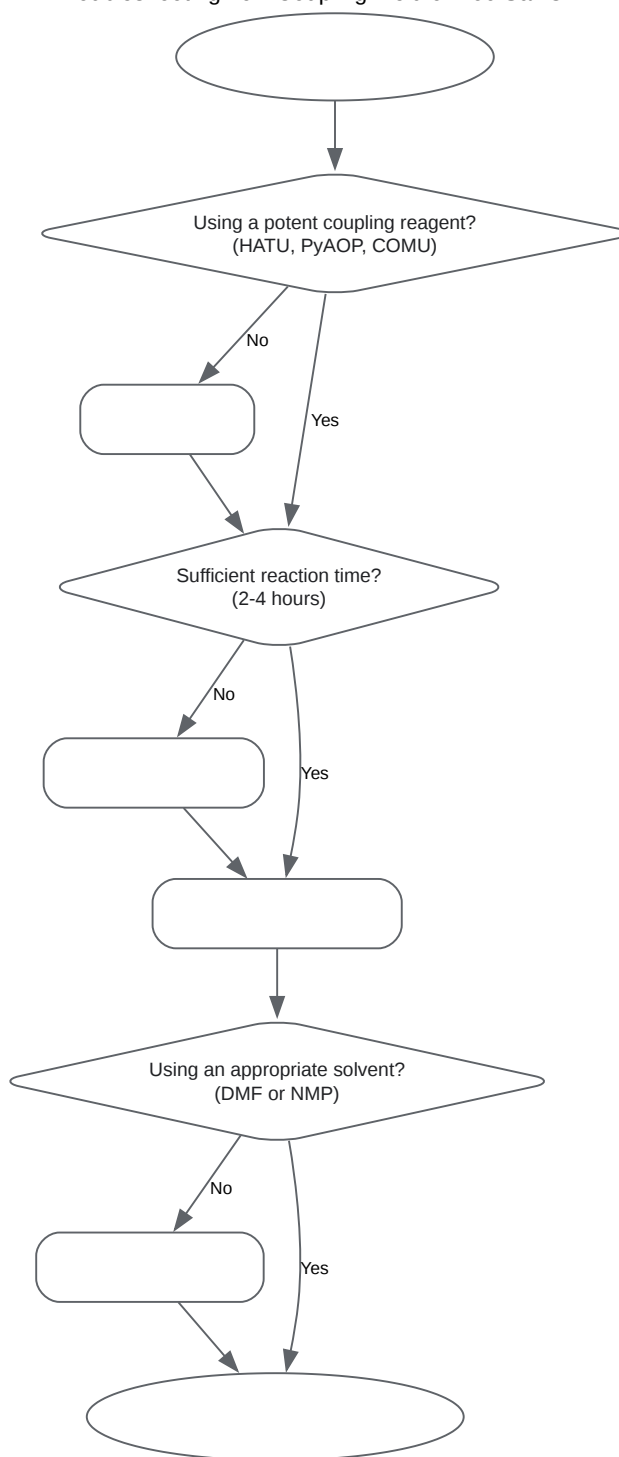 Using a potent coupling reagent?
(HATU, PyAOP, COMU)
No
Yes
Sufficient reaction time?
(2-4 hours)
No
Yes
Using an appropriate solvent?
(DMF or NMP)
No
Yes